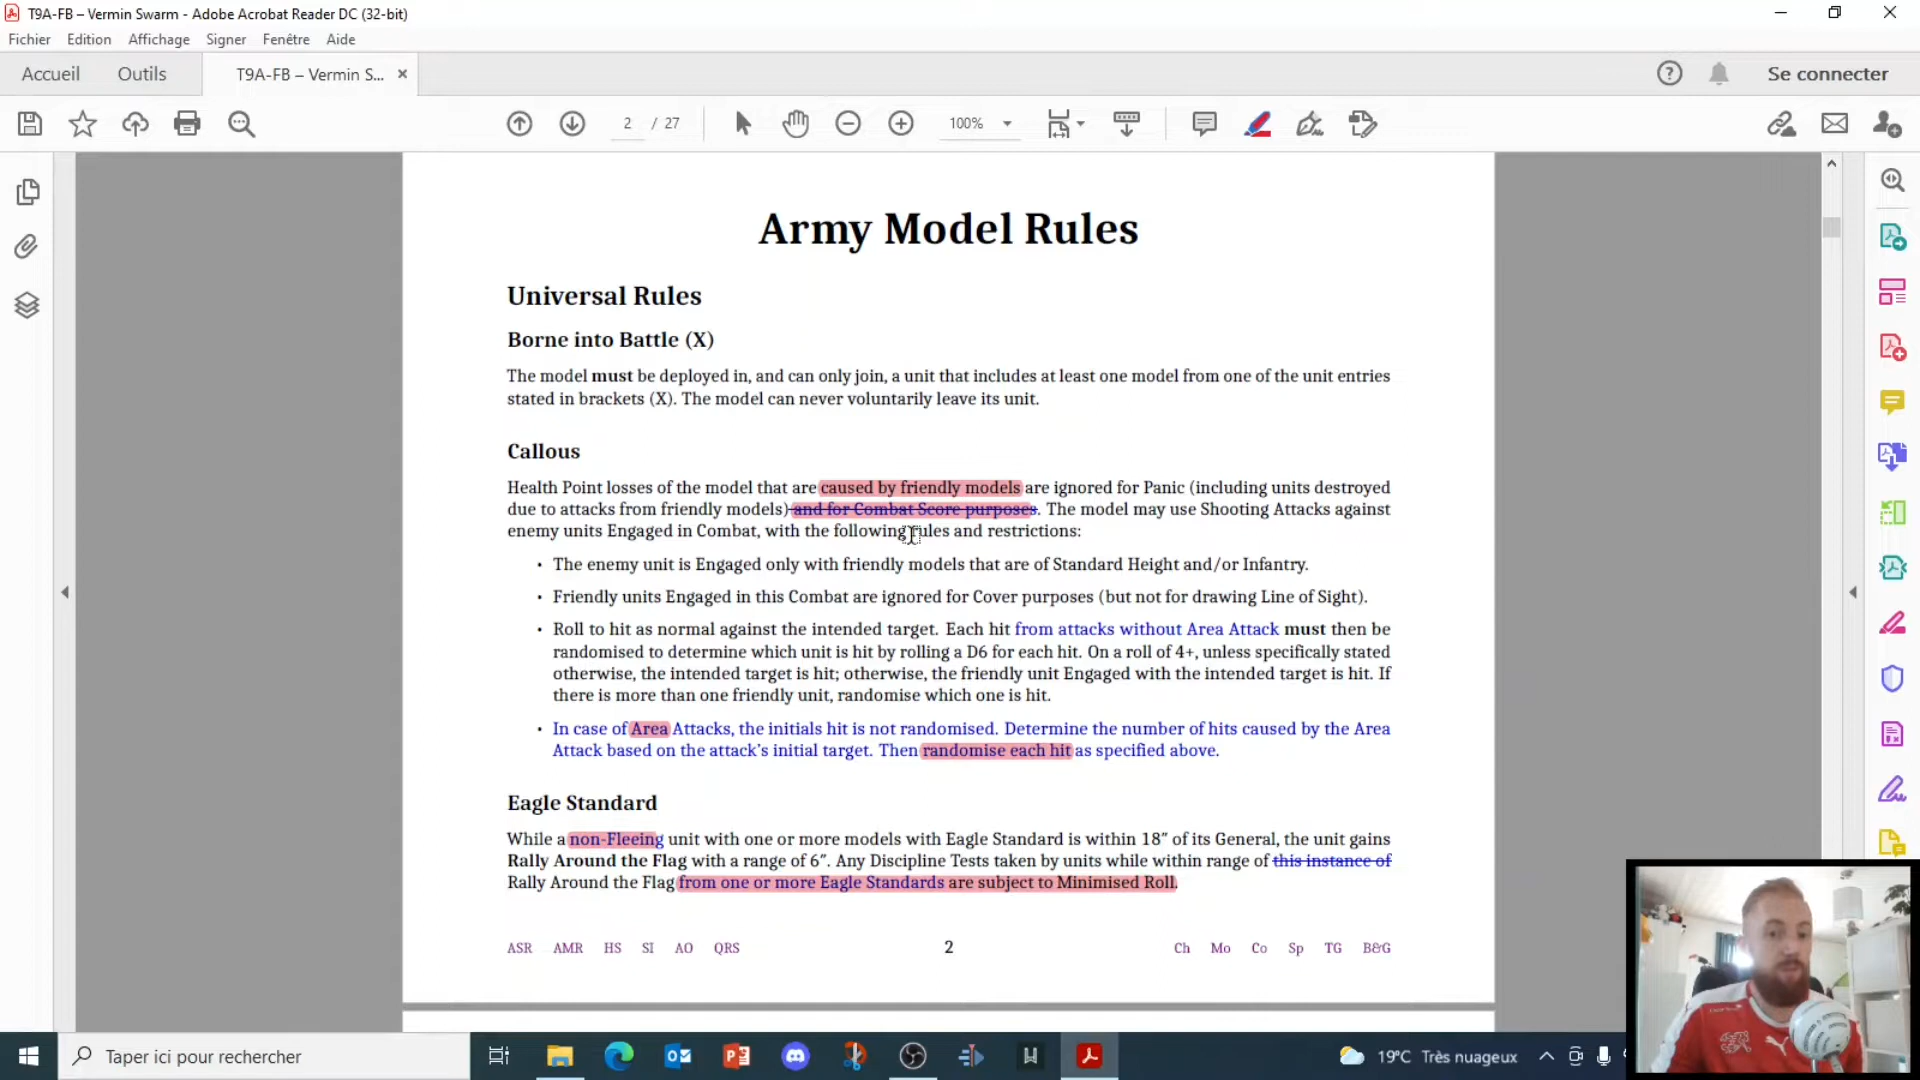 T9A-FB – Vermin Swarm - Adobe Acrobat Reader DC (32-bit)
Fichier Edition Affichage Signer Fenêtre Aide
Accueil Outils T9A-FB – Vermin S... Se connecter
2 / 27 100%
Army Model Rules
Universal Rules
Borne into Battle (X)
The model must be deployed in, and can only join, a unit that includes at least one model from one of the unit entries
stated in brackets (X). The model can never voluntarily leave its unit.
Callous
Health Point losses of the model that are caused by friendly models are ignored for Panic (including units destroyed
due to attacks from friendly models) and for Combat Score purposes. The model may use Shooting Attacks against
enemy units Engaged in Combat, with the following rules and restrictions:
• The enemy unit is Engaged only with friendly models that are of Standard Height and/or Infantry.
• Friendly units Engaged in this Combat are ignored for Cover purposes (but not for drawing Line of Sight).
• Roll to hit as normal against the intended target. Each hit from attacks without Area Attack must then be
randomised to determine which unit is hit by rolling a D6 for each hit. On a roll of 4+, unless specifically stated
otherwise, the intended target is hit; otherwise, the friendly unit Engaged with the intended target is hit. If
there is more than one friendly unit, randomise which one is hit.
• In case of Area Attacks, the initials hit is not randomised. Determine the number of hits caused by the Area
Attack based on the attack's initial target. Then randomise each hit as specified above.
Eagle Standard
While a non-Fleeing unit with one or more models with Eagle Standard is within 18″ of its General, the unit gains
Rally Around the Flag with a range of 6″. Any Discipline Tests taken by units while within range of this instance of
Rally Around the Flag from one or more Eagle Standards are subject to Minimised Roll.
ASR AMR HS SI AO QRS 2 Ch Mo Co Sp TG B&G
Taper ici pour rechercher 19°C Très nuageux